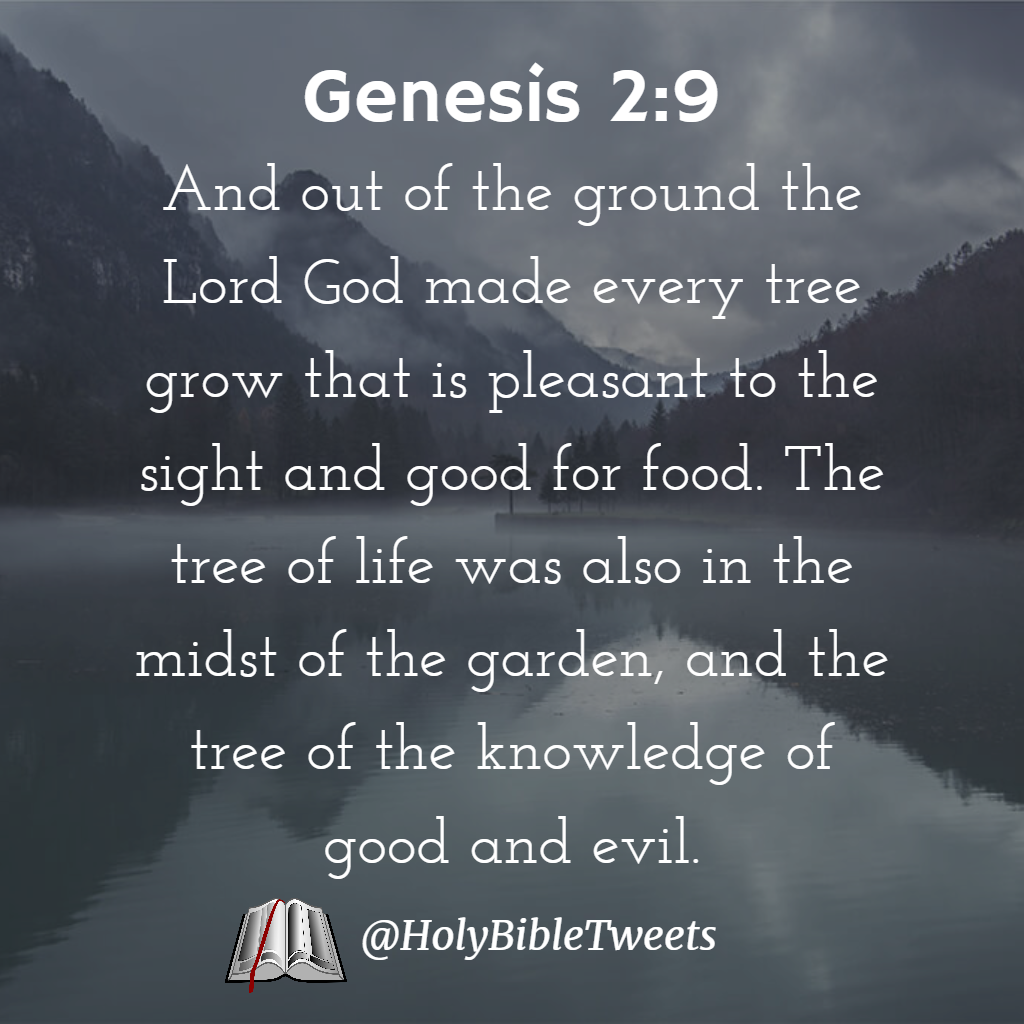 Genesis 2:9
And out of the ground the
Lord God made every tree
grow that is pleasant to the
sight and good for food. The
tree of life was also in the
midst of the garden, and the
tree of the knowledge of
good and evil.
@HolyBibleTweets